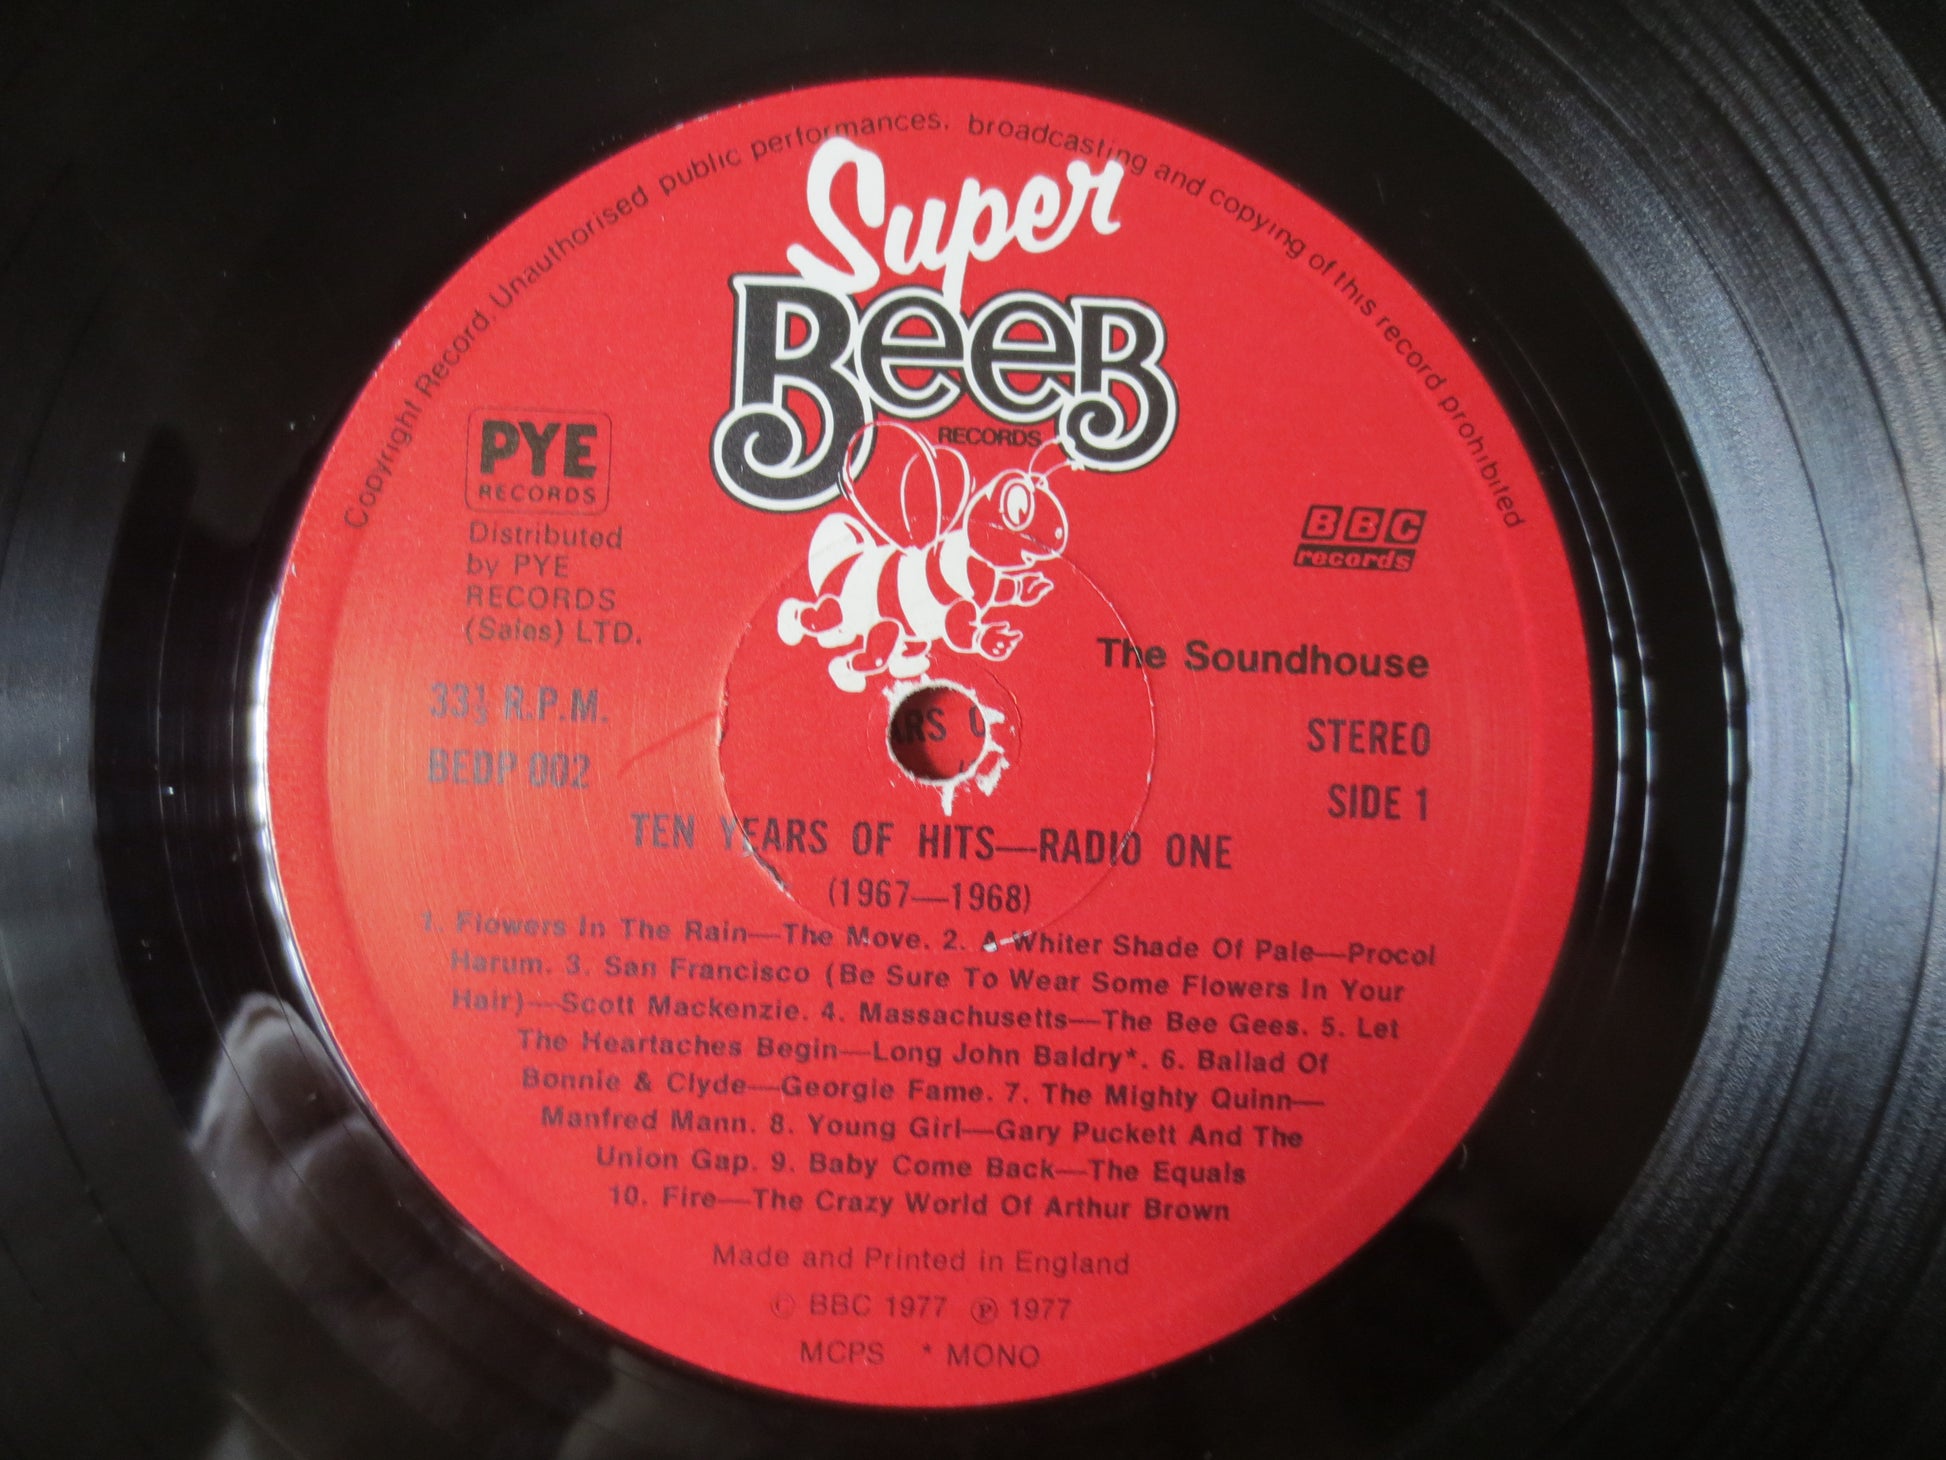 Copyright Record. Unauthorised public performances, broadcasting and copying of this record prohibited
Super
BeeB
RECORDS
PYE
RECORDS
Distributed
by PYE
RECORDS
(Sales) LTD.
BBC
records
The Soundhouse
33⅓ R.P.M.
BEDP 002
STEREO
SIDE 1
TEN YEARS OF HITS—RADIO ONE
(1967—1968)
1. Flowers In The Rain—The Move. 2. A Whiter Shade Of Pale—Procol
Harum. 3. San Francisco (Be Sure To Wear Some Flowers In Your
Hair)—Scott Mackenzie. 4. Massachusetts—The Bee Gees. 5. Let
The Heartaches Begin—Long John Baldry*. 6. Ballad Of
Bonnie & Clyde—Georgie Fame. 7. The Mighty Quinn—
Manfred Mann. 8. Young Girl—Gary Puckett And The
Union Gap. 9. Baby Come Back—The Equals
10. Fire—The Crazy World Of Arthur Brown
Made and Printed in England
© BBC 1977 ℗ 1977
MCPS * MONO